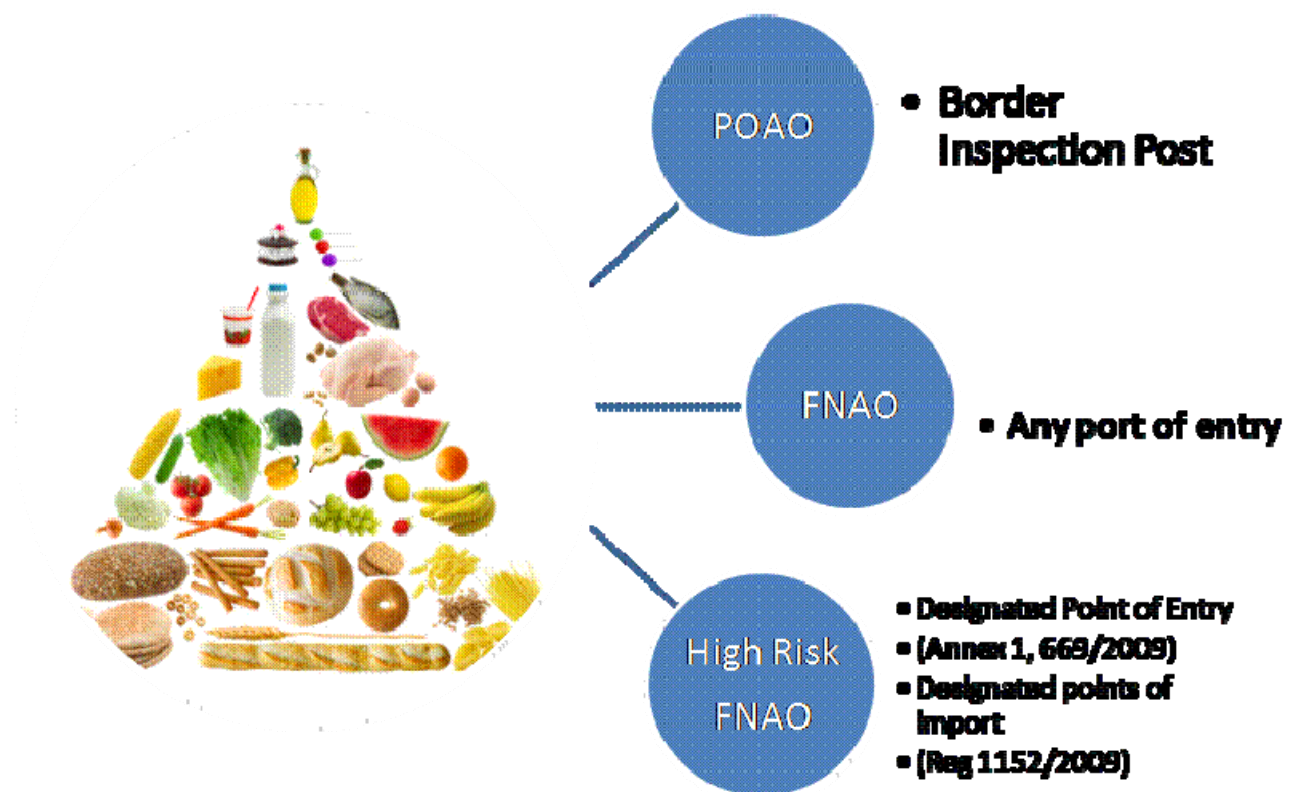 POAO
• Border
Inspection Post
FNAO
• Any port of entry
High Risk
FNAO
• Designated Point of Entry
• (Annex 1, 669/2009)
• Designated points of
import
• (Reg 1152/2009)